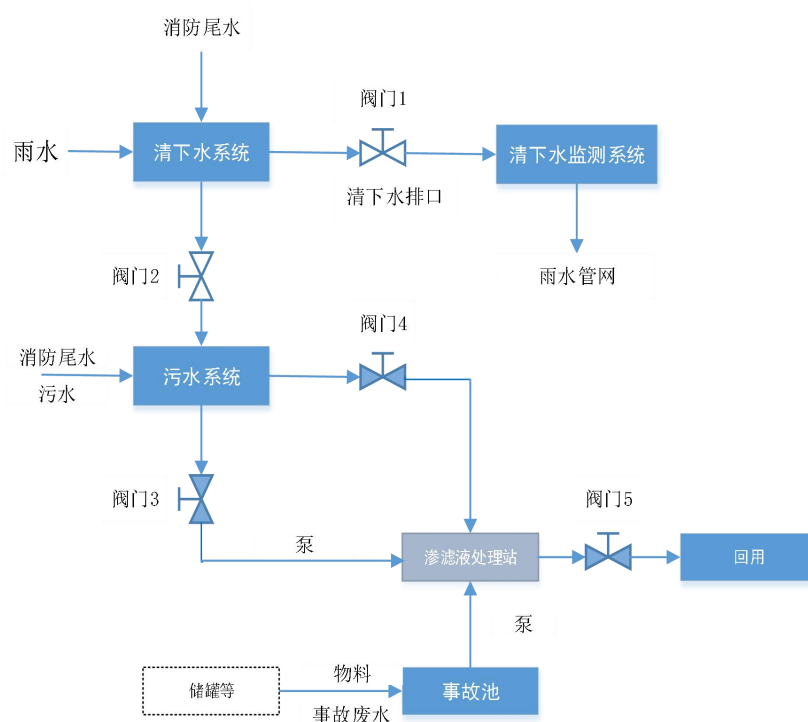 消防尾水
阀门1
雨水
清下水系统
清下水监测系统
清下水排口
阀门2
雨水管网
阀门4
消防尾水
污水系统
污水
阀门3
阀门5
泵
渗滤液处理站
回用
泵
物料
储罐等
事故池
事故废水